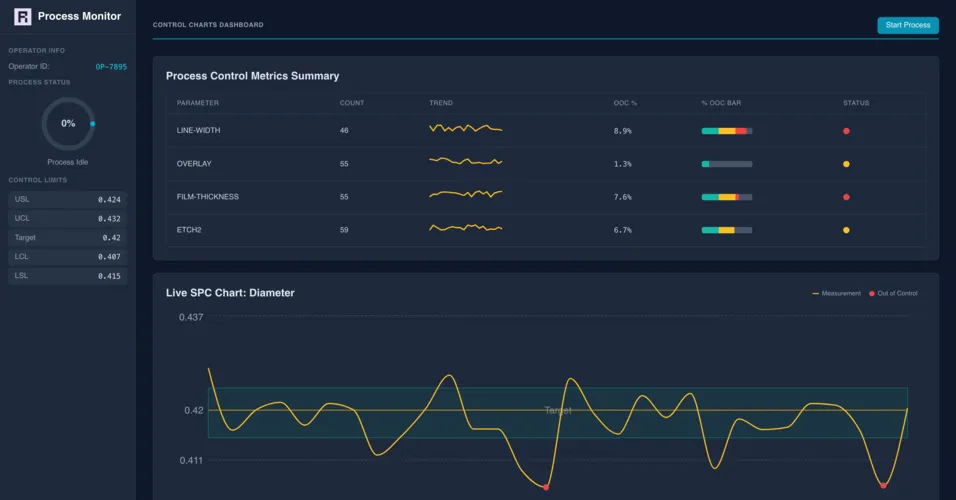 Process Monitor
OPERATOR INFO
Operator ID: OP-7895
PROCESS STATUS
0%
Process Idle
CONTROL LIMITS
USL 0.424
UCL 0.432
Target 0.42
LCL 0.407
LSL 0.415
CONTROL CHARTS DASHBOARD
Start Process
Process Control Metrics Summary
PARAMETER COUNT TREND OOC % % OOC BAR STATUS
LINE-WIDTH 46 8.9%
OVERLAY 55 1.3%
FILM-THICKNESS 55 7.6%
ETCH2 59 6.7%
Live SPC Chart: Diameter
Measurement Out of Control
0.437
0.42 Target
0.411